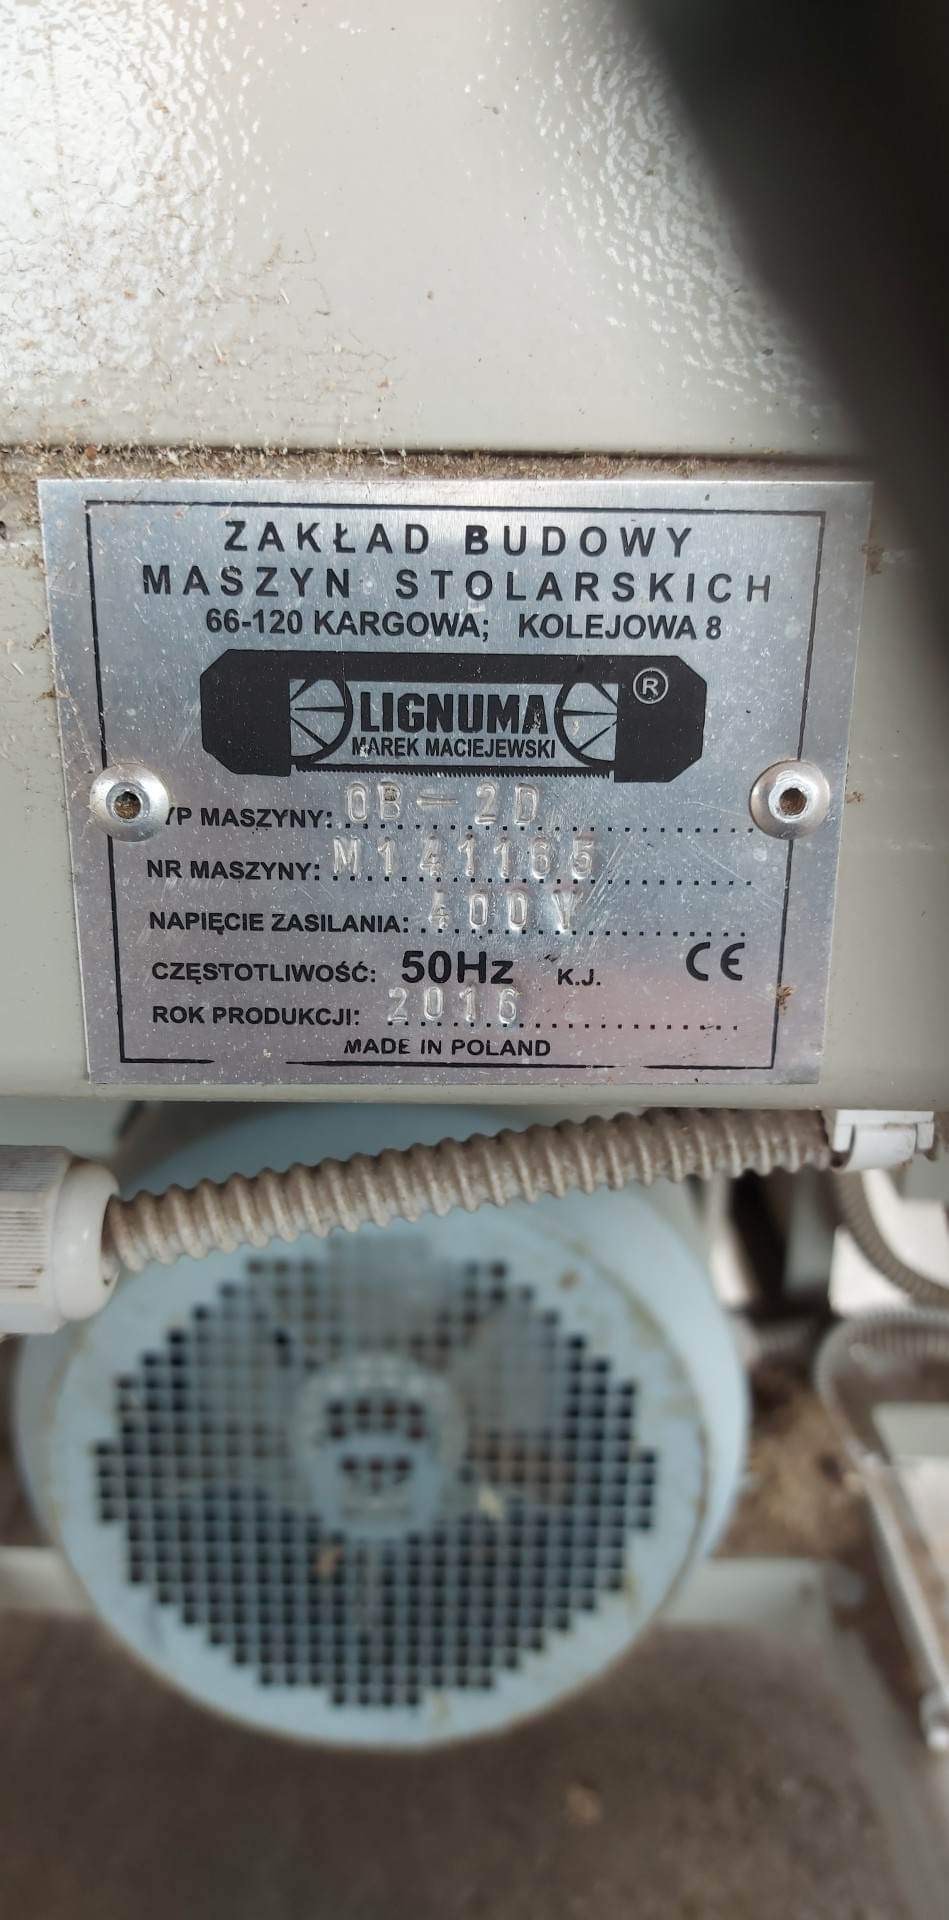 ZAKŁAD BUDOWY
MASZYN STOLARSKICH
66-120 KARGOWA; KOLEJOWA 8
LIGNUMA ®
MAREK MACIEJEWSKI
YP MASZYNY: OB-2D
NR MASZYNY: M141165
NAPIĘCIE ZASILANIA: 400V
CZĘSTOTLIWOŚĆ: 50Hz K.J. CE
ROK PRODUKCJI: 2016
MADE IN POLAND